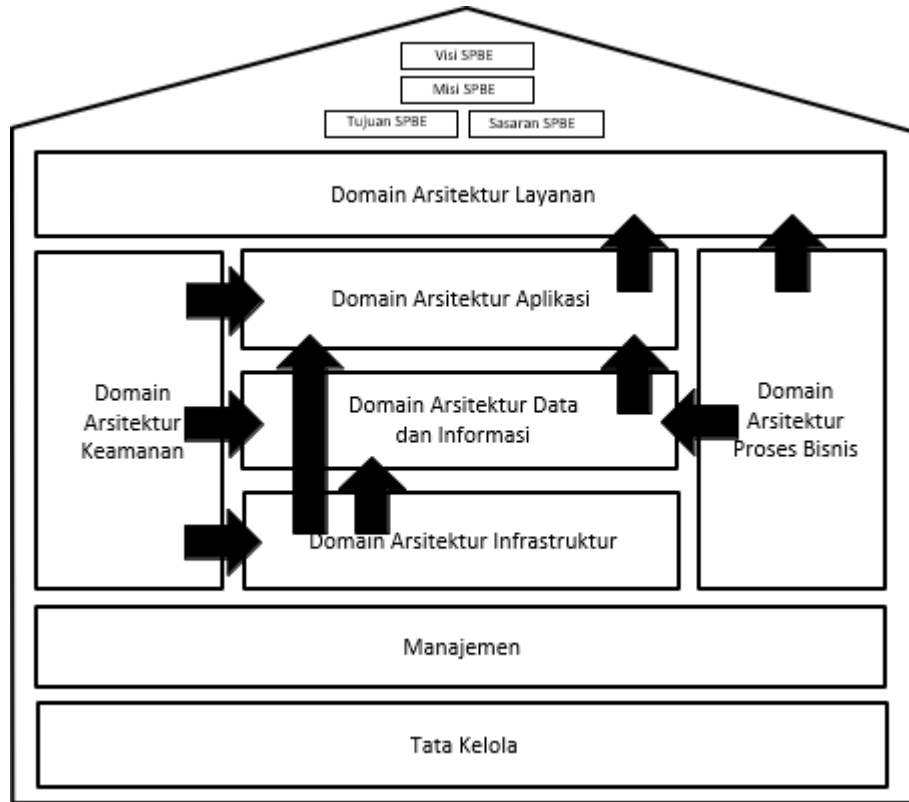 Visi SPBE
Misi SPBE
Tujuan SPBE
Sasaran SPBE
Domain Arsitektur Layanan
Domain Arsitektur Aplikasi
Domain
Arsitektur
Keamanan
Domain Arsitektur Data
dan Informasi
Domain
Arsitektur
Proses Bisnis
Domain Arsitektur Infrastruktur
Manajemen
Tata Kelola